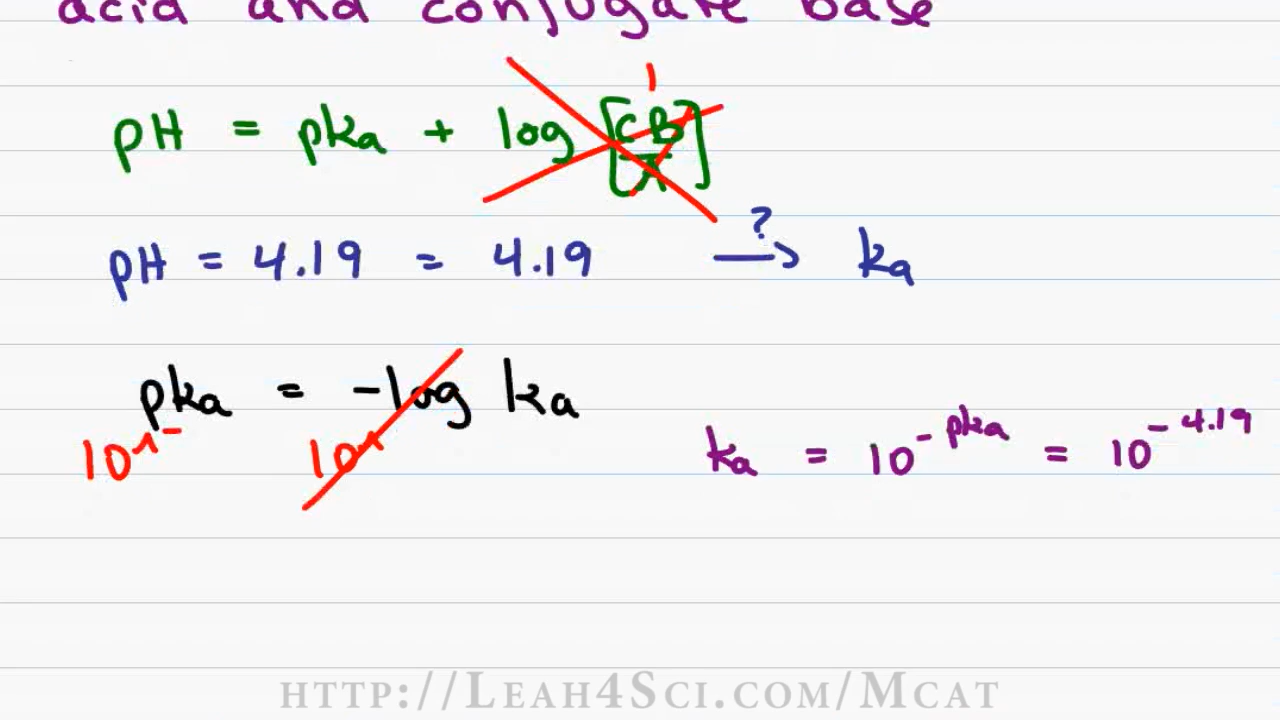 acid and conjugate base
1
pH = pka + log [CB/A]
pH = 4.19 = 4.19 ?→ ka
pka = -log ka
10^- 10^ ka = 10^-pka = 10^-4.19
HTTP://LEAH4SCI.COM/MCAT